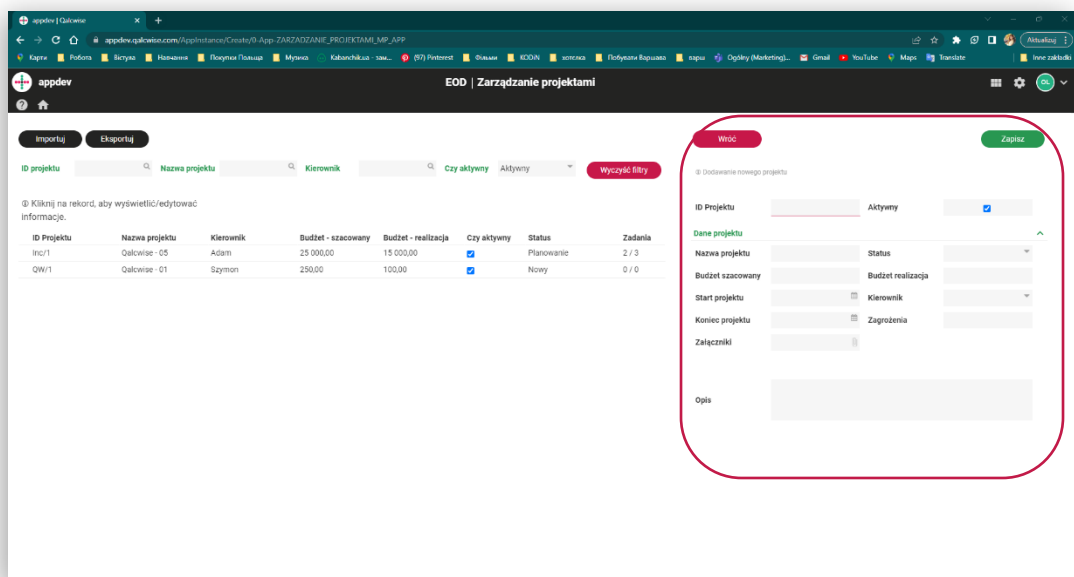 appdev | Qalcwise
appdev.qalcwise.com/AppInstance/Create/0-App-ZARZADZANIE_PROJEKTAMI_MP_APP
Aktualizuj
Карти Робота Вістула Навчання Покупки Польща Музика Kabanchik.ua - зам... (97) Pinterest Фільми KODiN хотєлка Побували Варшава варш Ogólny (Marketing)... Gmail YouTube Maps Translate Inne zakładki
appdev EOD | Zarządzanie projektami OL
Importuj Eksportuj
ID projektu Nazwa projektu Kierownik Czy aktywny Aktywny Wyczyść filtry
Kliknij na rekord, aby wyświetlić/edytować
informacje.
ID Projektu Nazwa projektu Kierownik Budżet - szacowany Budżet - realizacja Czy aktywny Status Zadania
Inc/1 Qalcwise - 05 Adam 25 000,00 15 000,00 Planowanie 2 / 3
QW/1 Qalcwise - 01 Szymon 250,00 100,00 Nowy 0 / 0
Wróć Zapisz
Dodawanie nowego projektu
ID Projektu Aktywny
Dane projektu
Nazwa projektu Status
Budżet szacowany Budżet realizacja
Start projektu Kierownik
Koniec projektu Zagrożenia
Załączniki
Opis